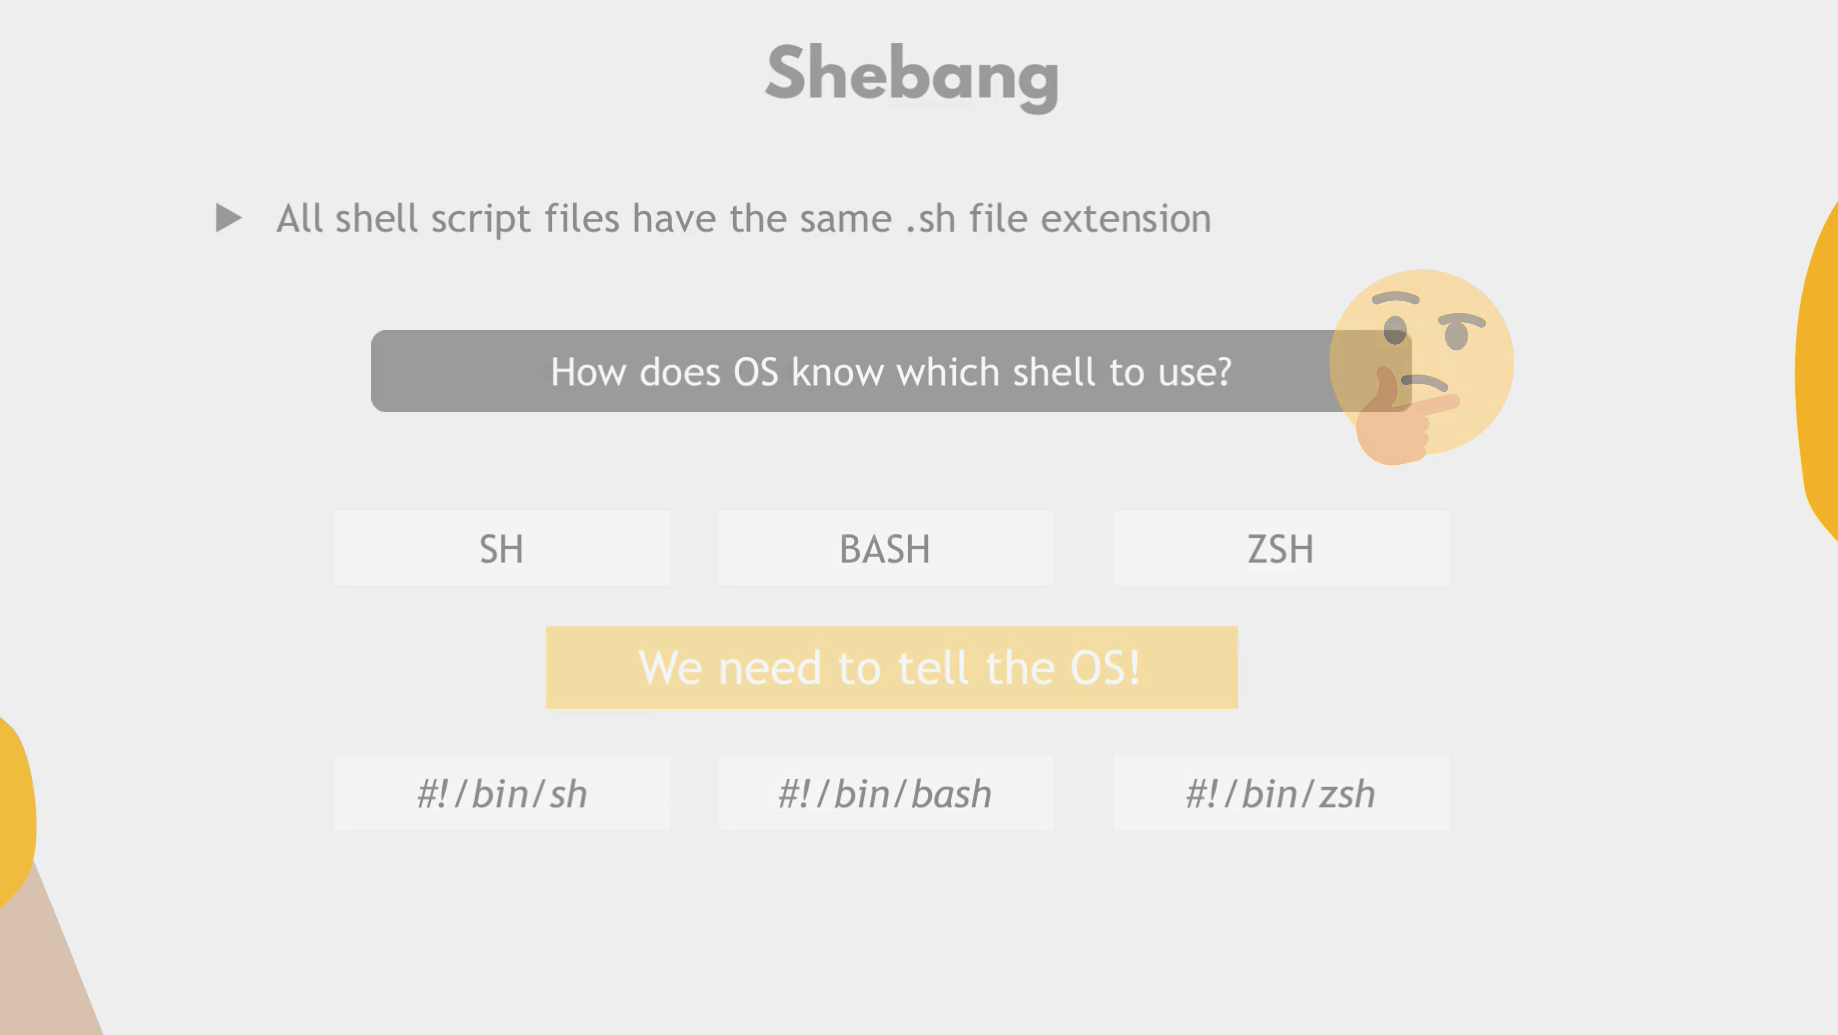 Shebang
All shell script files have the same .sh file extension
How does OS know which shell to use?
SH
BASH
ZSH
We need to tell the OS!
#!/bin/sh
#!/bin/bash
#!/bin/zsh